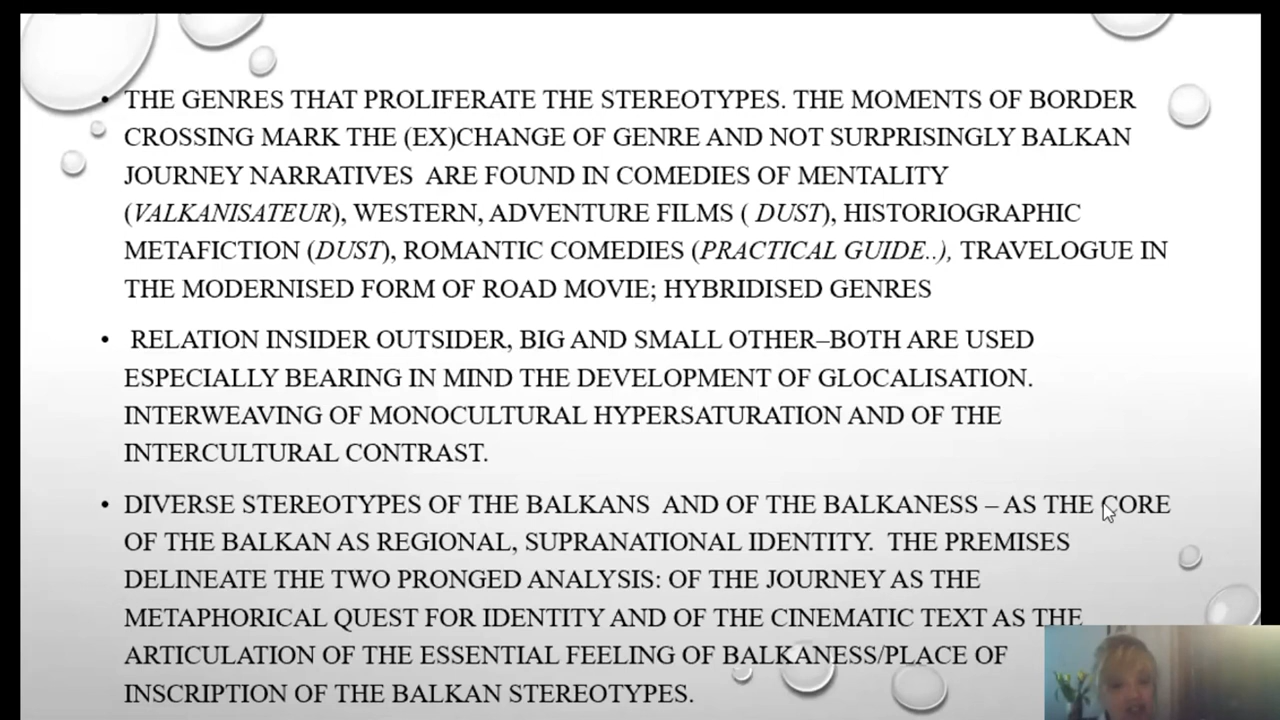 • THE GENRES THAT PROLIFERATE THE STEREOTYPES. THE MOMENTS OF BORDER
CROSSING MARK THE (EX)CHANGE OF GENRE AND NOT SURPRISINGLY BALKAN
JOURNEY NARRATIVES ARE FOUND IN COMEDIES OF MENTALITY
(VALKANISATEUR), WESTERN, ADVENTURE FILMS ( DUST), HISTORIOGRAPHIC
METAFICTION (DUST), ROMANTIC COMEDIES (PRACTICAL GUIDE..), TRAVELOGUE IN
THE MODERNISED FORM OF ROAD MOVIE; HYBRIDISED GENRES
• RELATION INSIDER OUTSIDER, BIG AND SMALL OTHER–BOTH ARE USED
ESPECIALLY BEARING IN MIND THE DEVELOPMENT OF GLOCALISATION.
INTERWEAVING OF MONOCULTURAL HYPERSATURATION AND OF THE
INTERCULTURAL CONTRAST.
• DIVERSE STEREOTYPES OF THE BALKANS AND OF THE BALKANESS – AS THE CORE
OF THE BALKAN AS REGIONAL, SUPRANATIONAL IDENTITY. THE PREMISES
DELINEATE THE TWO PRONGED ANALYSIS: OF THE JOURNEY AS THE
METAPHORICAL QUEST FOR IDENTITY AND OF THE CINEMATIC TEXT AS THE
ARTICULATION OF THE ESSENTIAL FEELING OF BALKANESS/PLACE OF
INSCRIPTION OF THE BALKAN STEREOTYPES.